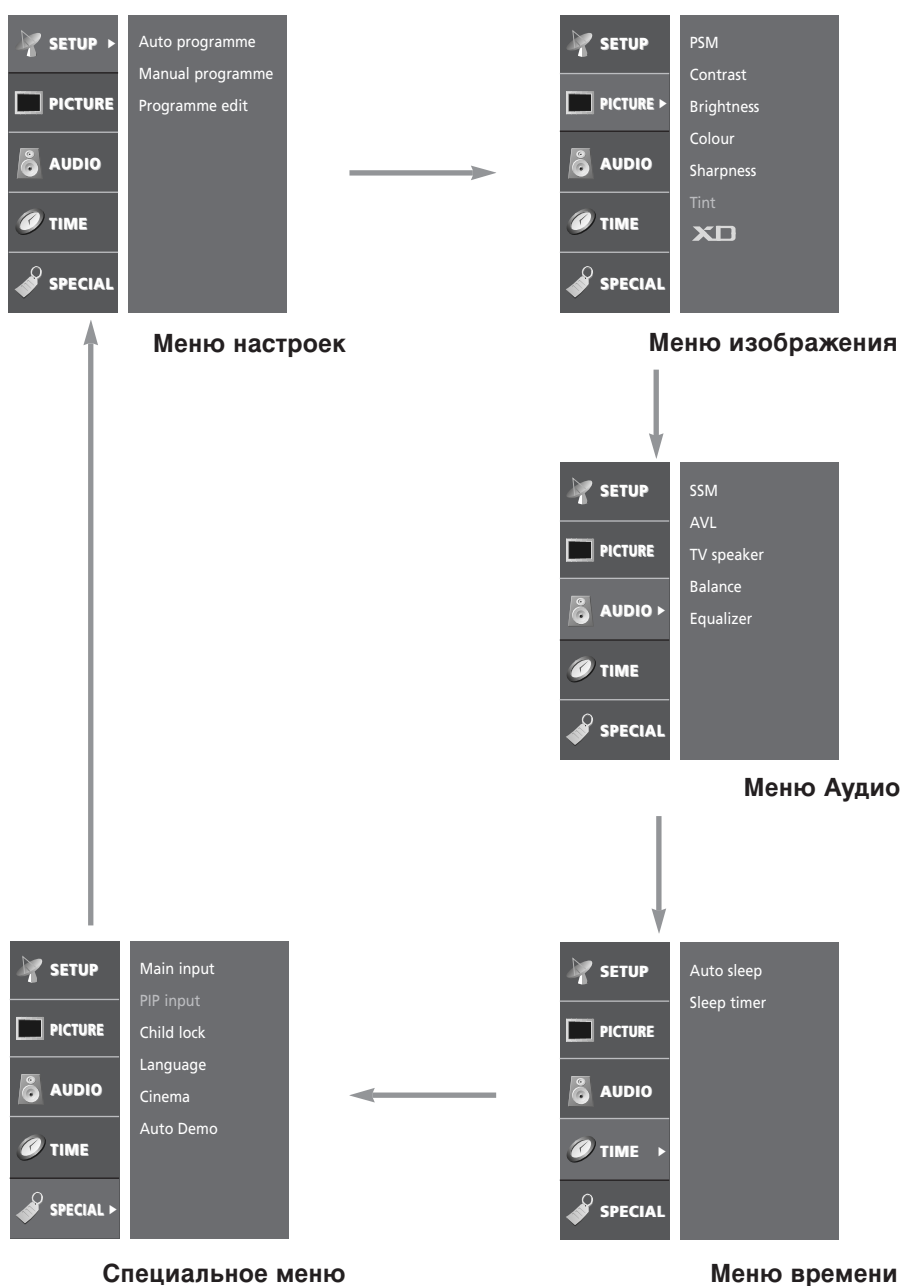 SETUP
PICTURE
AUDIO
TIME
SPECIAL
Auto programme
Manual programme
Programme edit
Меню настроек
SETUP
PICTURE
AUDIO
TIME
SPECIAL
PSM
Contrast
Brightness
Colour
Sharpness
Tint
XD
Меню изображения
SETUP
PICTURE
AUDIO
TIME
SPECIAL
SSM
AVL
TV speaker
Balance
Equalizer
Меню Аудио
SETUP
PICTURE
AUDIO
TIME
SPECIAL
Auto sleep
Sleep timer
Меню времени
SETUP
PICTURE
AUDIO
TIME
SPECIAL
Main input
PIP input
Child lock
Language
Cinema
Auto Demo
Специальное меню